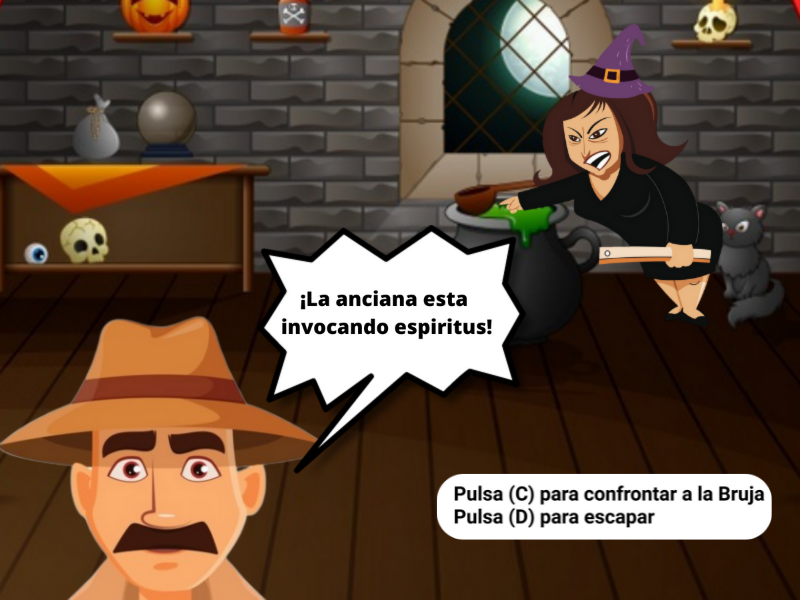 ¡La anciana esta
invocando espiritus!
Pulsa (C) para confrontar a la Bruja
Pulsa (D) para escapar